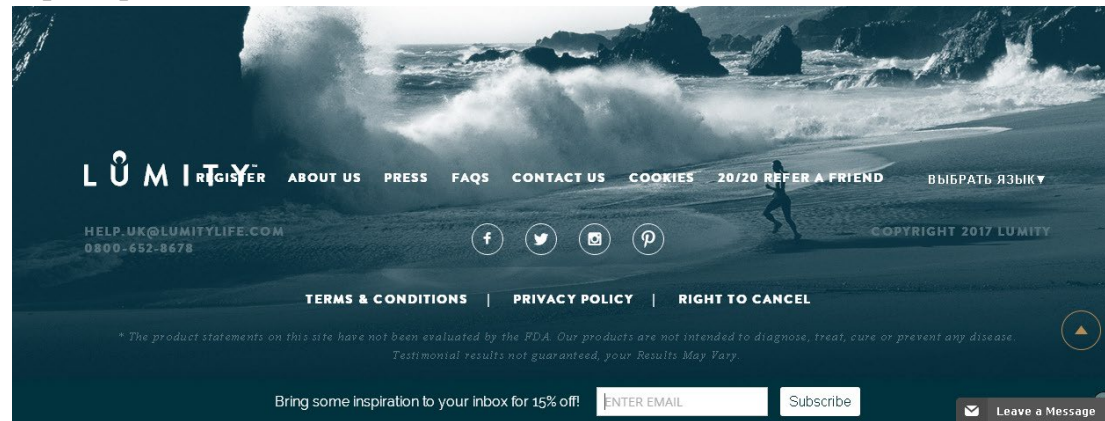 LUMITY™ REGISTER ABOUT US PRESS FAQS CONTACT US COOKIES 20/20 REFER A FRIEND ВЫБРАТЬ ЯЗЫК▼
HELP.UK@LUMITYLIFE.COM
0800-652-8678
COPYRIGHT 2017 LUMITY
TERMS & CONDITIONS | PRIVACY POLICY | RIGHT TO CANCEL
* The product statements on this site have not been evaluated by the FDA. Our products are not intended to diagnose, treat, cure or prevent any disease.
Testimonial results not guaranteed, your Results May Vary.
Bring some inspiration to your inbox for 15% off! ENTER EMAIL Subscribe
Leave a Message